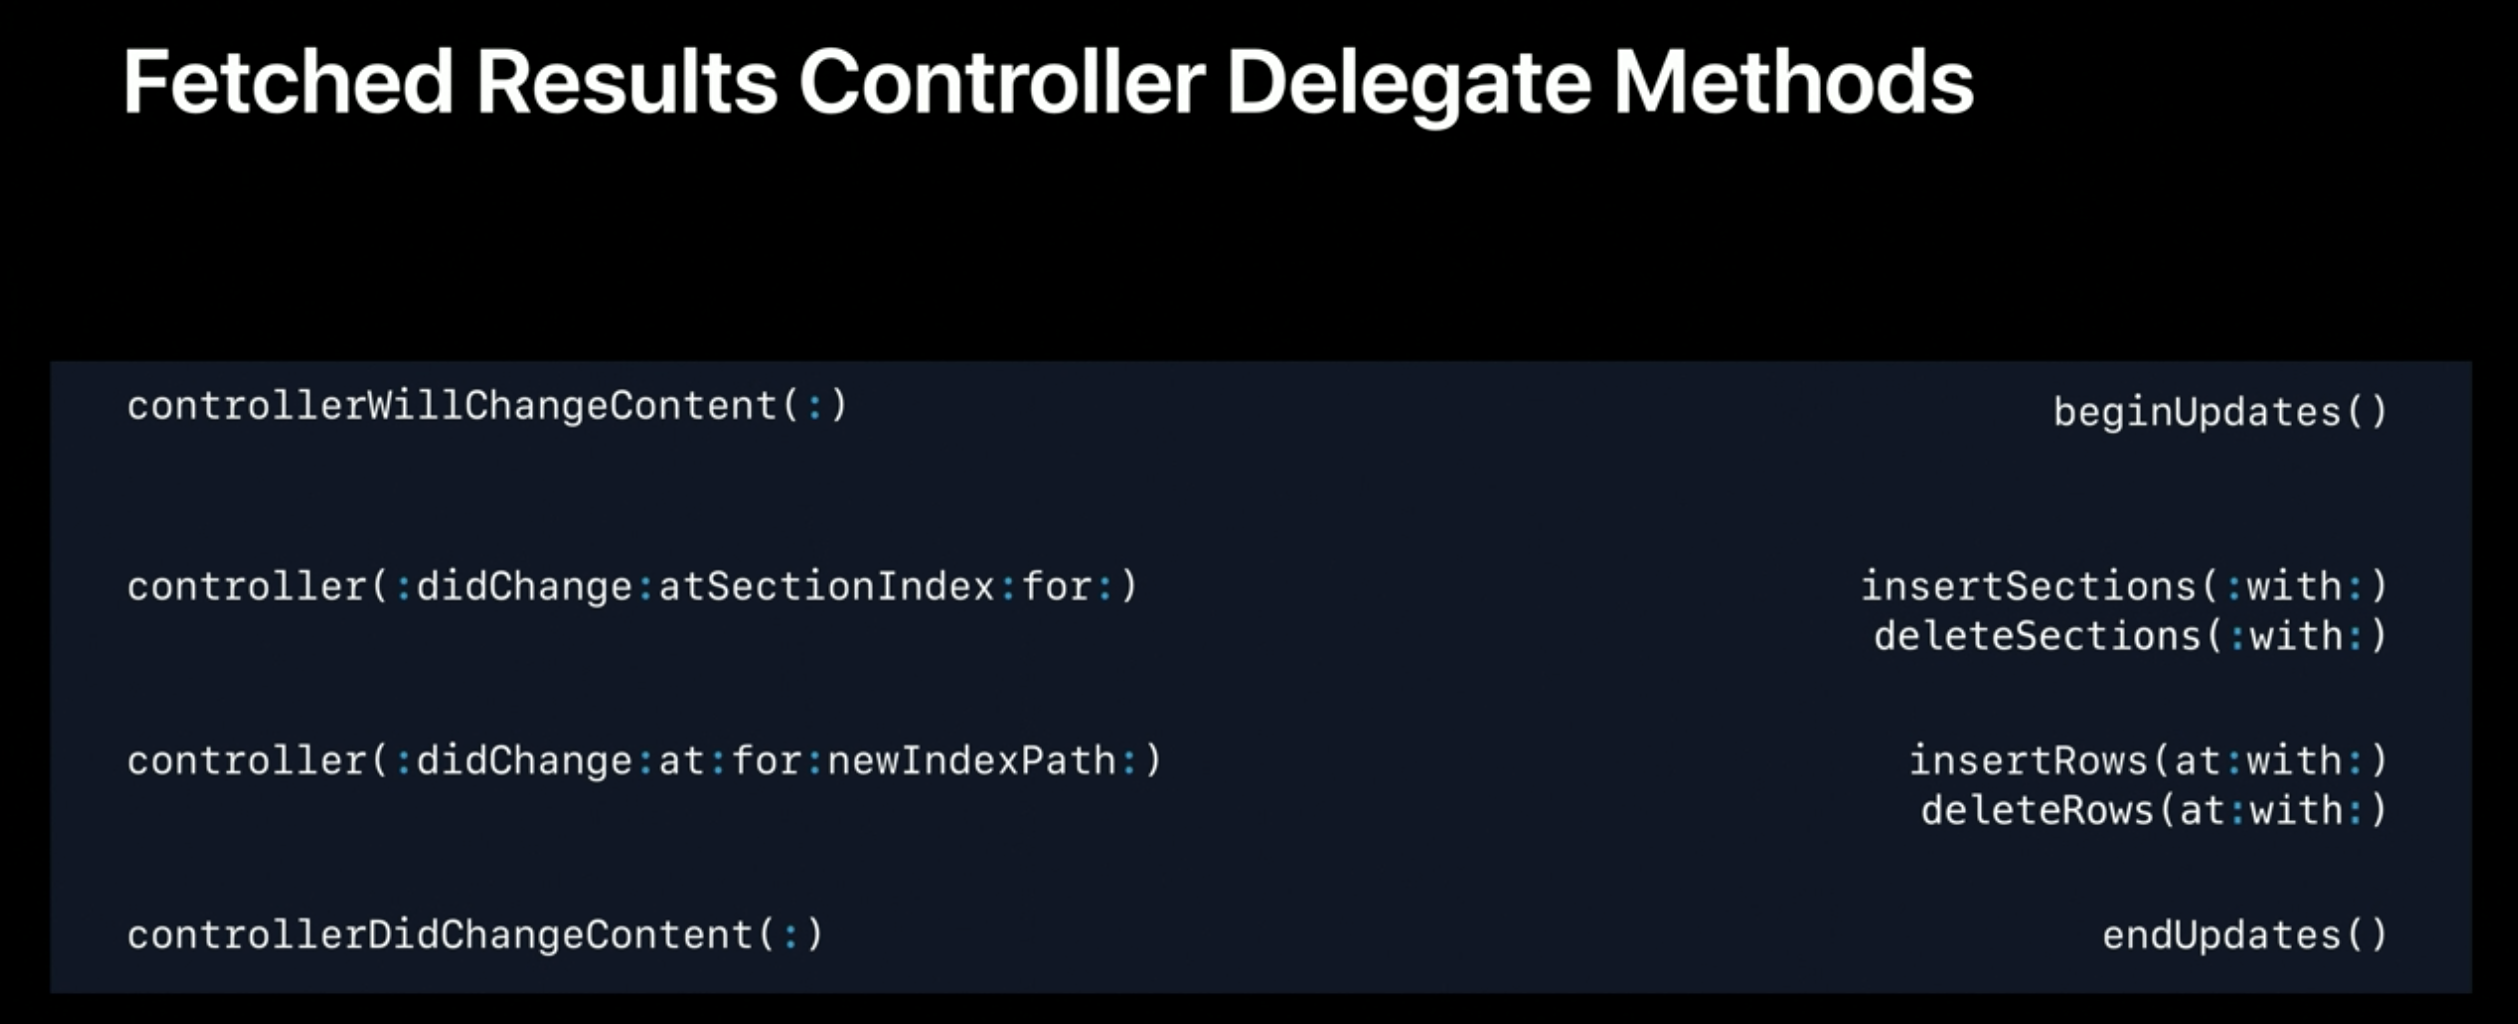 Fetched Results Controller Delegate Methods
controllerWillChangeContent(:)
beginUpdates()
controller(:didChange:atSectionIndex:for:)
insertSections(:with:)
deleteSections(:with:)
controller(:didChange:at:for:newIndexPath:)
insertRows(at:with:)
deleteRows(at:with:)
controllerDidChangeContent(:)
endUpdates()